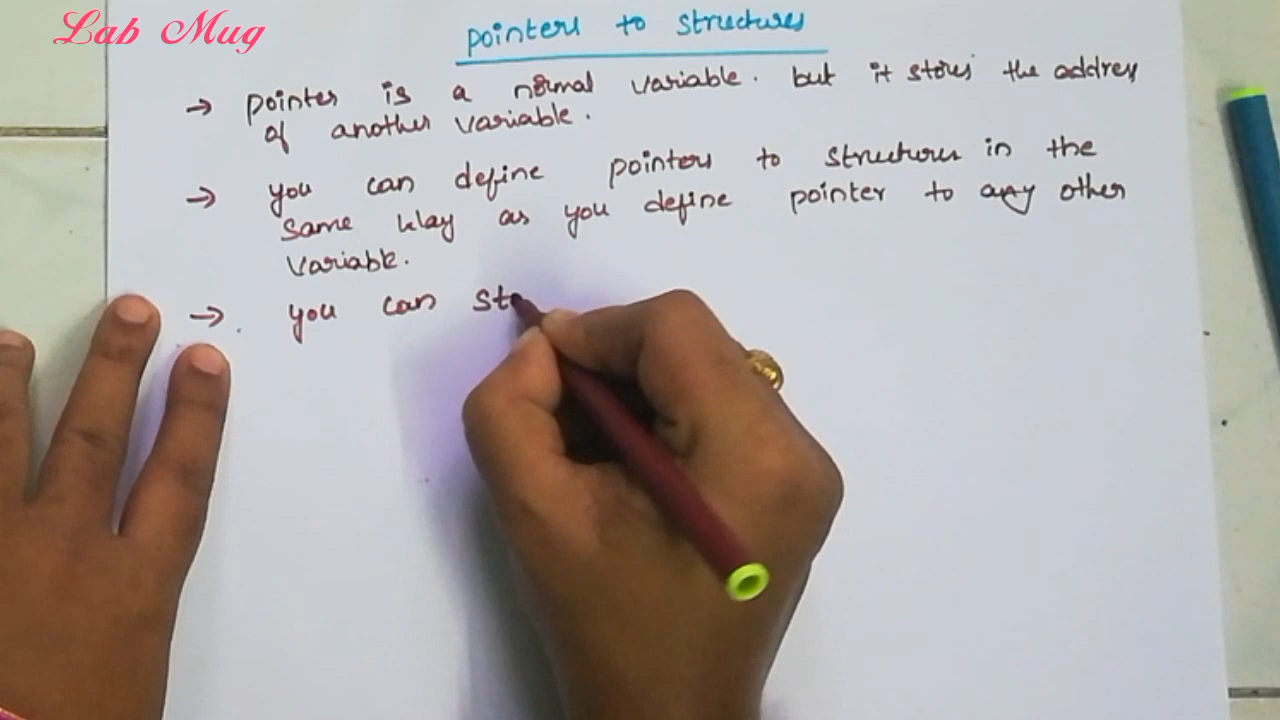 Lab Mug
pointers to structures
→ pointer is a normal variable. but it stores the address
of another variable.
→ you can define pointers to structures in the
same way as you define pointer to any other
variable.
→ you can sto